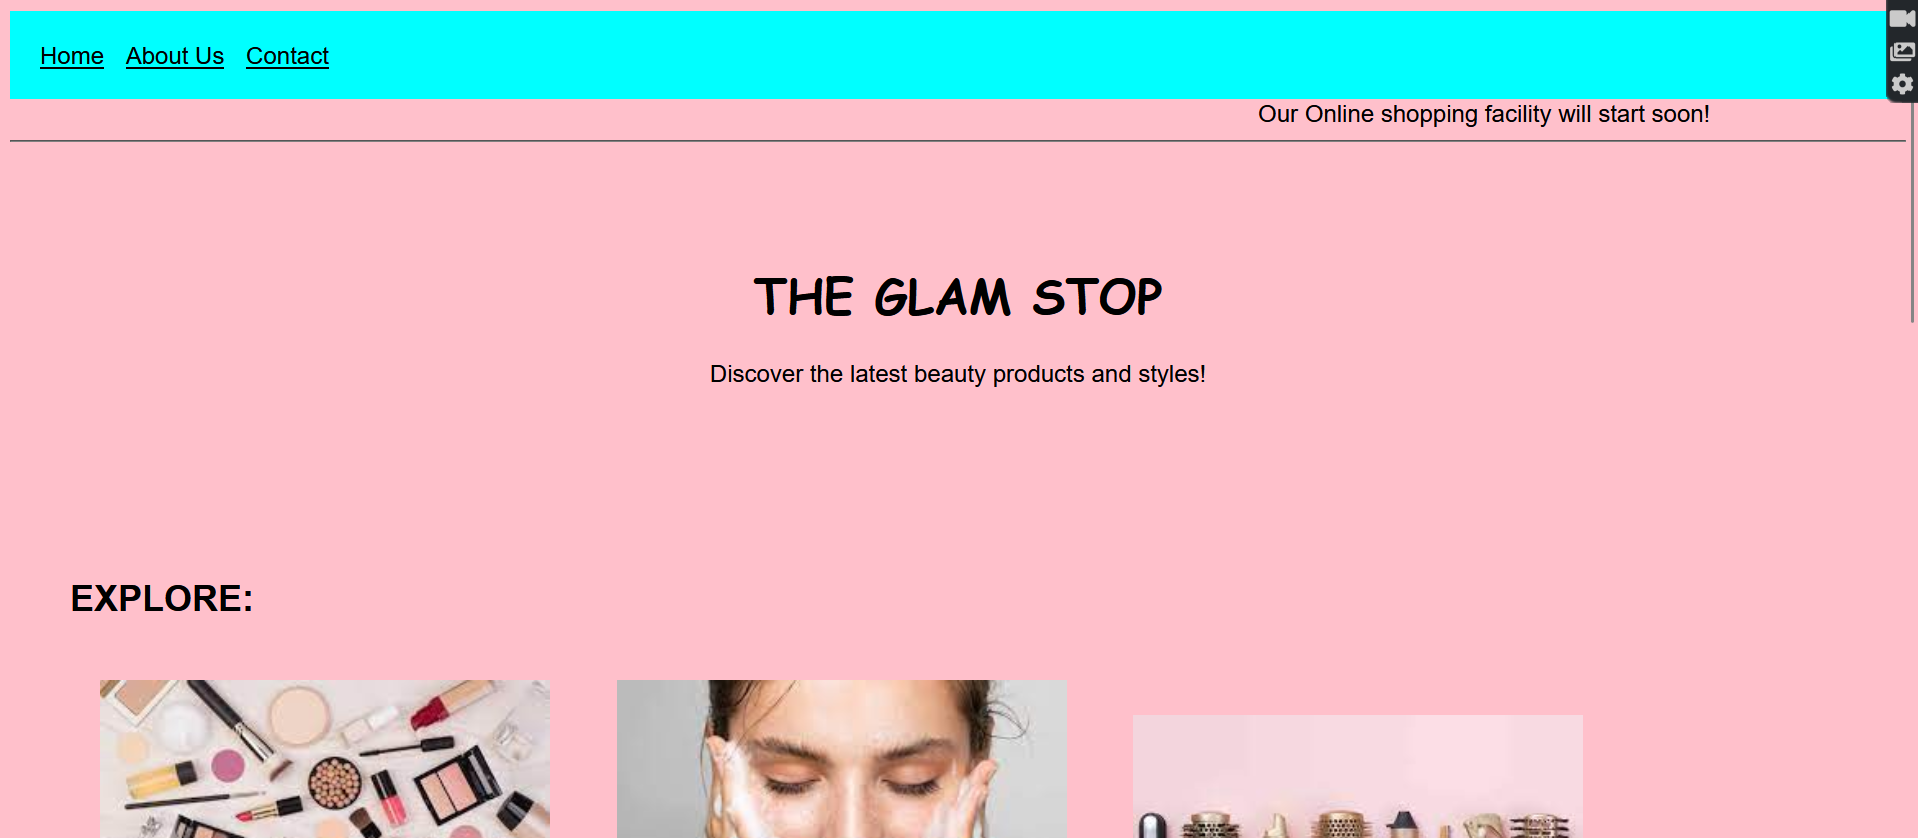 Home About Us Contact
Our Online shopping facility will start soon!
THE GLAM STOP
Discover the latest beauty products and styles!
EXPLORE: